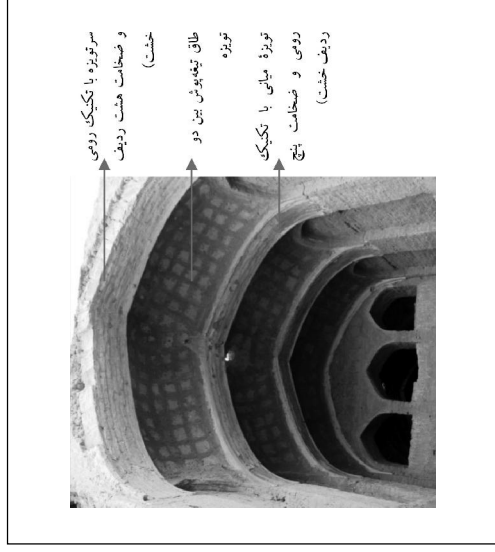 سرتویزه با تکنیک رومی
و ضخامت هشت ردیف
خشت)
طاق تیغه‌پوش بین دو
تویزه
تویزهٔ میانی با تکنیک
رومی و ضخامت پنج
ردیف خشت)